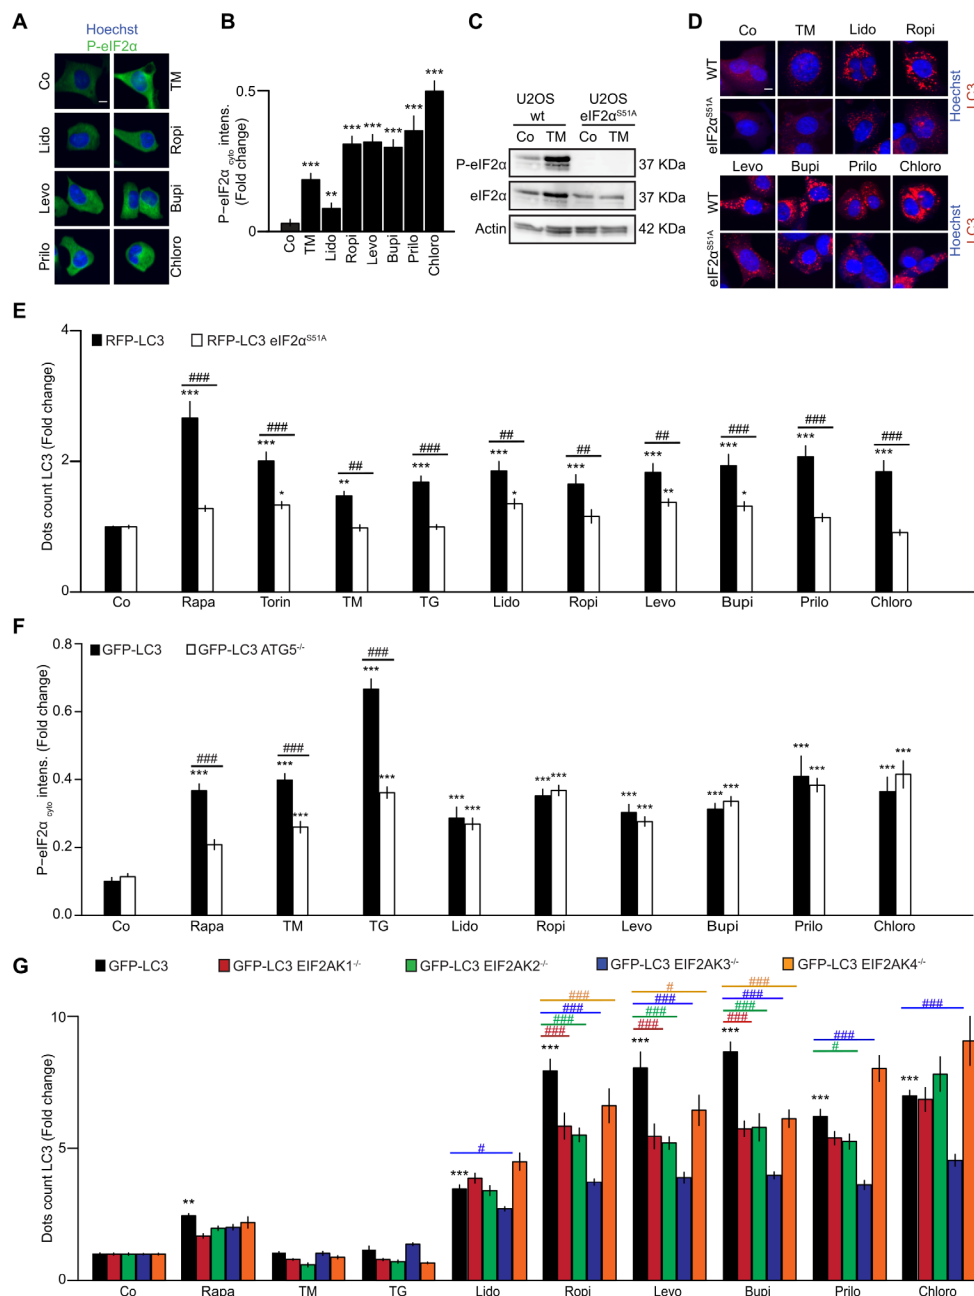 A
Hoechst
P-eIF2α
Co
TM
Lido
Ropi
Levo
Bupi
Prilo
Chloro
B
P−eIF2α cyto intens.
(Fold change)
0.5
0
***
**
***
***
***
***
***
Co
TM
Lido
Ropi
Levo
Bupi
Prilo
Chloro
C
U2OS
wt
U2OS
eIF2αS51A
Co TM Co TM
P-eIF2α 37 KDa
eIF2α 37 KDa
Actin 42 KDa
D
Co TM Lido Ropi
WT
eIF2αS51A
Hoechst
LC3
Levo Bupi Prilo Chloro
WT
eIF2αS51A
Hoechst
LC3
E
RFP-LC3 RFP-LC3 eIF2αS51A
Dots count LC3 (Fold change)
4
2
0
### ### ## ### ## ## ## ### ### ###
*** *** ** *** *** *** *** *** *** ***
* * ** *
Co Rapa Torin TM TG Lido Ropi Levo Bupi Prilo Chloro
F
GFP-LC3 GFP-LC3 ATG5-/-
P−eIF2α cyto intens. (Fold change)
0.8
0.6
0.4
0.2
0.0
### ### ###
*** *** *** *** *** *** *** *** ***
*** *** *** *** *** *** *** ***
Co Rapa TM TG Lido Ropi Levo Bupi Prilo Chloro
G
GFP-LC3 GFP-LC3 EIF2AK1-/- GFP-LC3 EIF2AK2-/- GFP-LC3 EIF2AK3-/- GFP-LC3 EIF2AK4-/-
Dots count LC3 (Fold change)
10
5
0
### # ###
### ### ### ### ###
### ### ### #
### ### ###
#
** *** *** *** *** *** ***
Co Rapa TM TG Lido Ropi Levo Bupi Prilo Chloro